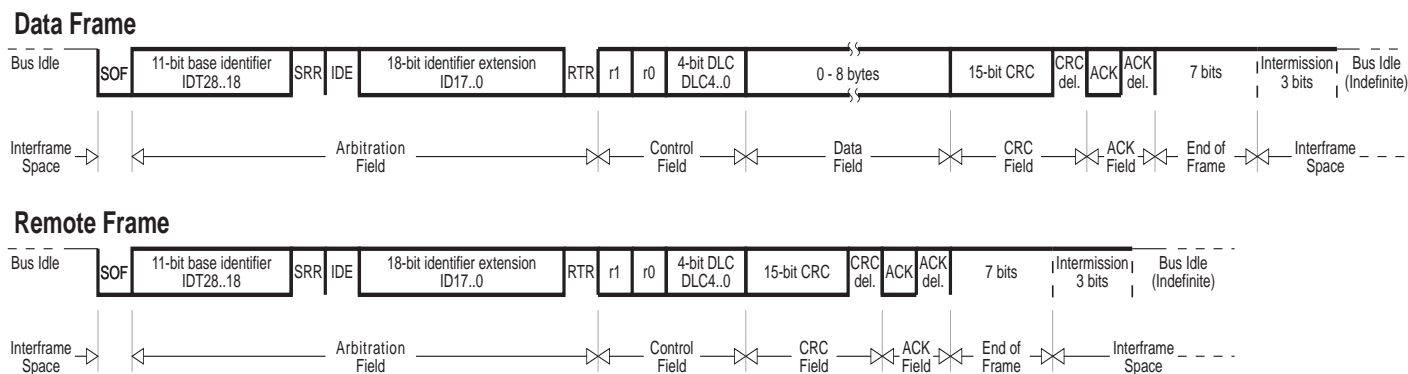 Data Frame
Bus Idle
SOF
11-bit base identifier
IDT28..18
SRR
IDE
18-bit identifier extension
ID17..0
RTR
r1
r0
4-bit DLC
DLC4..0
0 - 8 bytes
15-bit CRC
CRC
del.
ACK
ACK
del.
7 bits
Intermission
3 bits
Bus Idle
(Indefinite)
Interframe
Space
Arbitration
Field
Control
Field
Data
Field
CRC
Field
ACK
Field
End of
Frame
Interframe
Space
Remote Frame
Bus Idle
SOF
11-bit base identifier
IDT28..18
SRR
IDE
18-bit identifier extension
ID17..0
RTR
r1
r0
4-bit DLC
DLC4..0
15-bit CRC
CRC
del.
ACK
ACK
del.
7 bits
Intermission
3 bits
Bus Idle
(Indefinite)
Interframe
Space
Arbitration
Field
Control
Field
CRC
Field
ACK
Field
End of
Frame
Interframe
Space